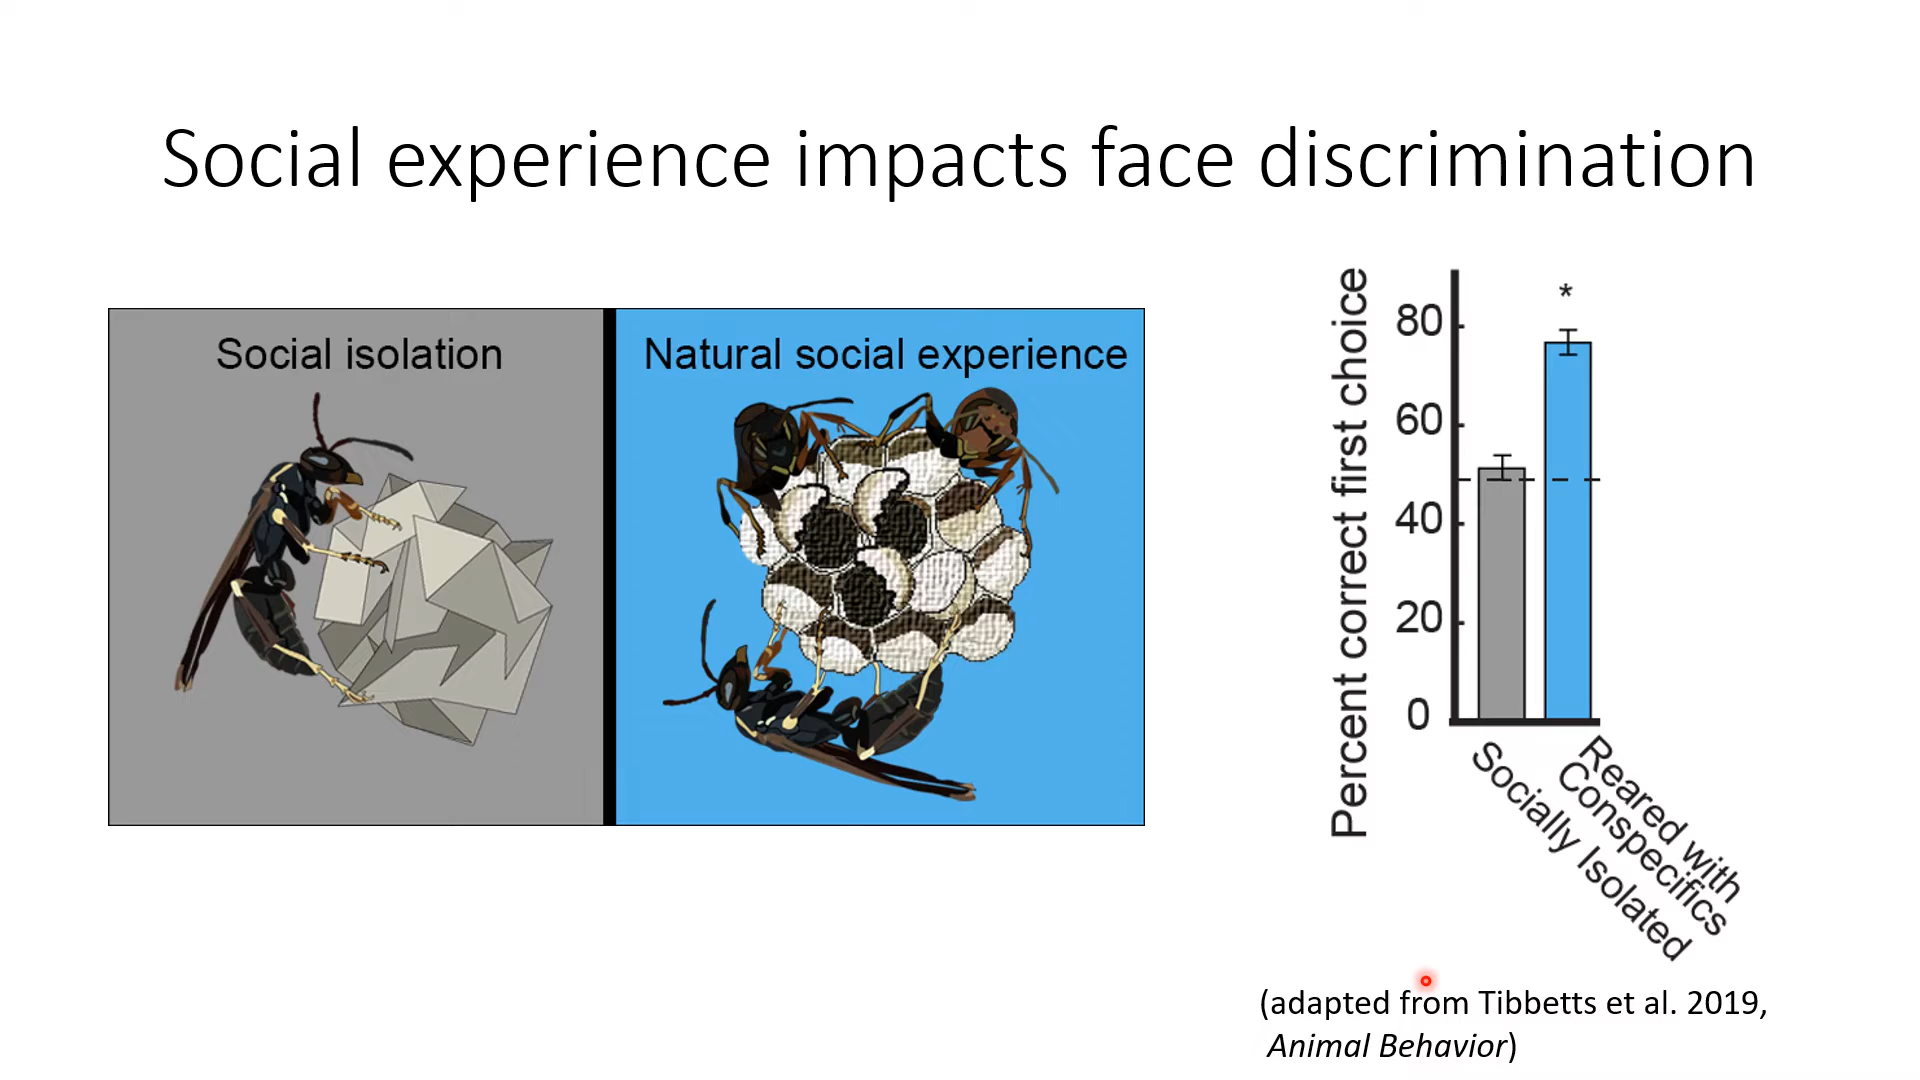 Social experience impacts face discrimination
Social isolation
Natural social experience
Percent correct first choice
80
60
40
20
0
*
Socially Isolated
Reared with
Conspecifics
(adapted from Tibbetts et al. 2019,
Animal Behavior)